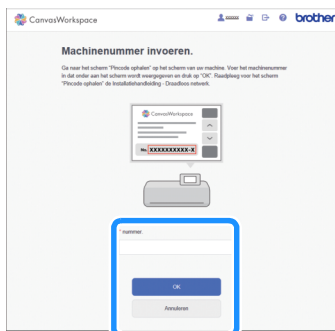 CanvasWorkspace
brother
Machinenummer invoeren.
Ga naar het scherm "Pincode ophalen" op het scherm van uw machine. Voer het machinenummer
in dat onder aan het scherm wordt weergegeven en druk op "OK". Raadpleeg voor het scherm
"Pincode ophalen" de Installatiehandleiding - Draadloos netwerk.
CanvasWorkspace
No. XXXXXXXXXX-X
* nummer.
OK
Annuleren